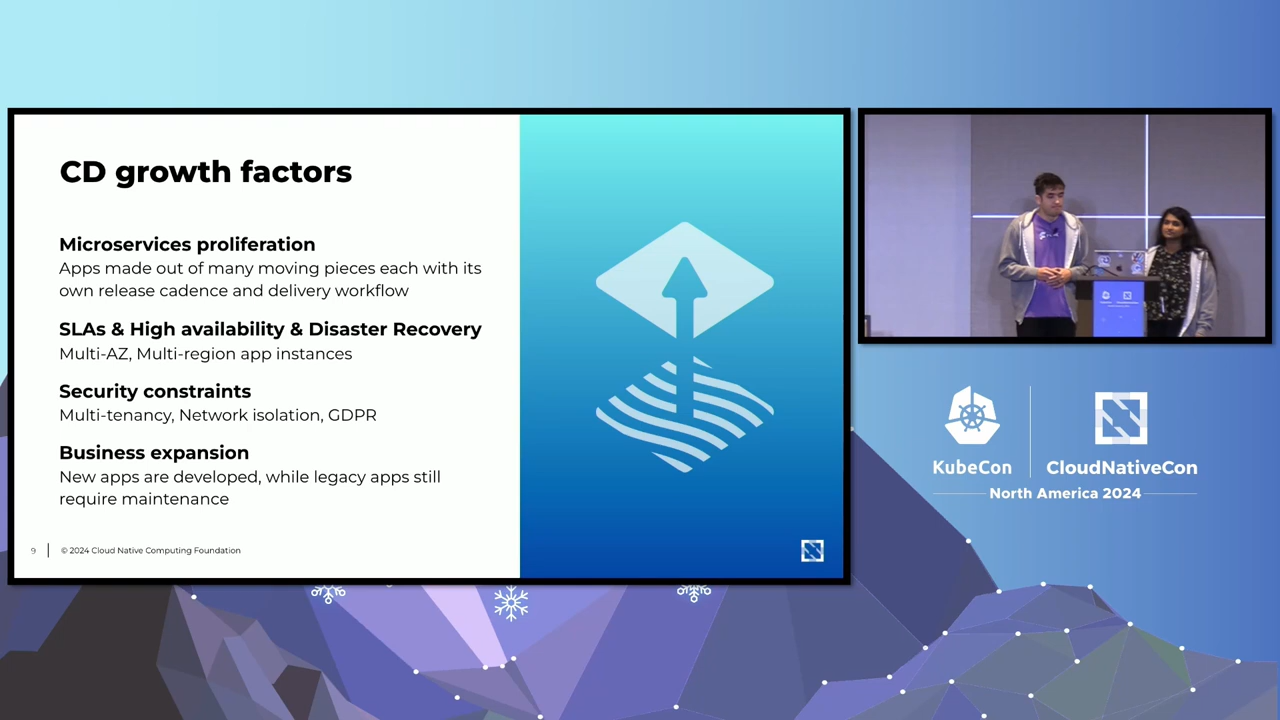 CD growth factors
Microservices proliferation
Apps made out of many moving pieces each with its
own release cadence and delivery workflow
SLAs & High availability & Disaster Recovery
Multi-AZ, Multi-region app instances
Security constraints
Multi-tenancy, Network isolation, GDPR
Business expansion
New apps are developed, while legacy apps still
require maintenance
9
© 2024 Cloud Native Computing Foundation
KubeCon
CloudNativeCon
North America 2024